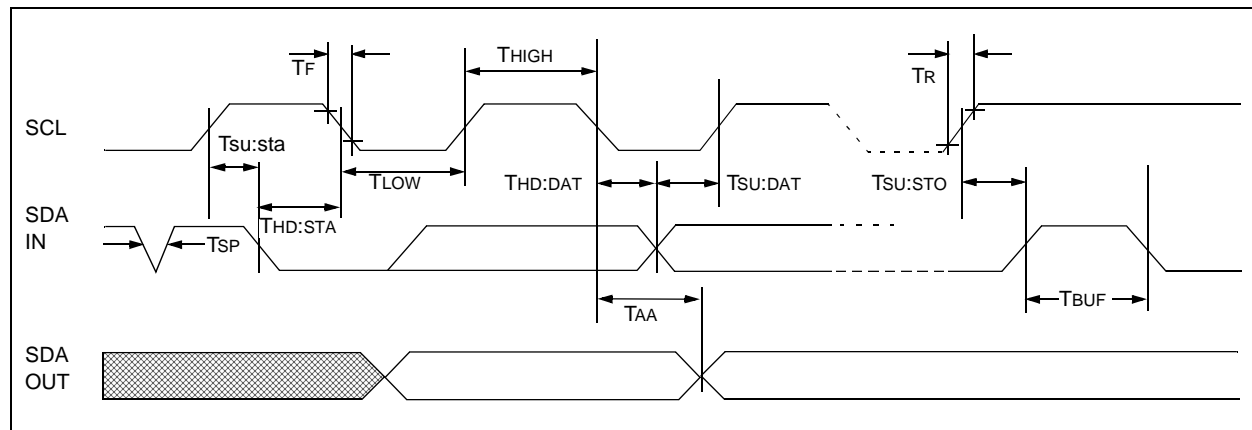 TF
THIGH
TR
SCL
Tsu:sta
TLOW
THD:DAT
TSU:DAT
TSU:STO
THD:STA
SDA
IN
TSP
TAA
TBUF
SDA
OUT